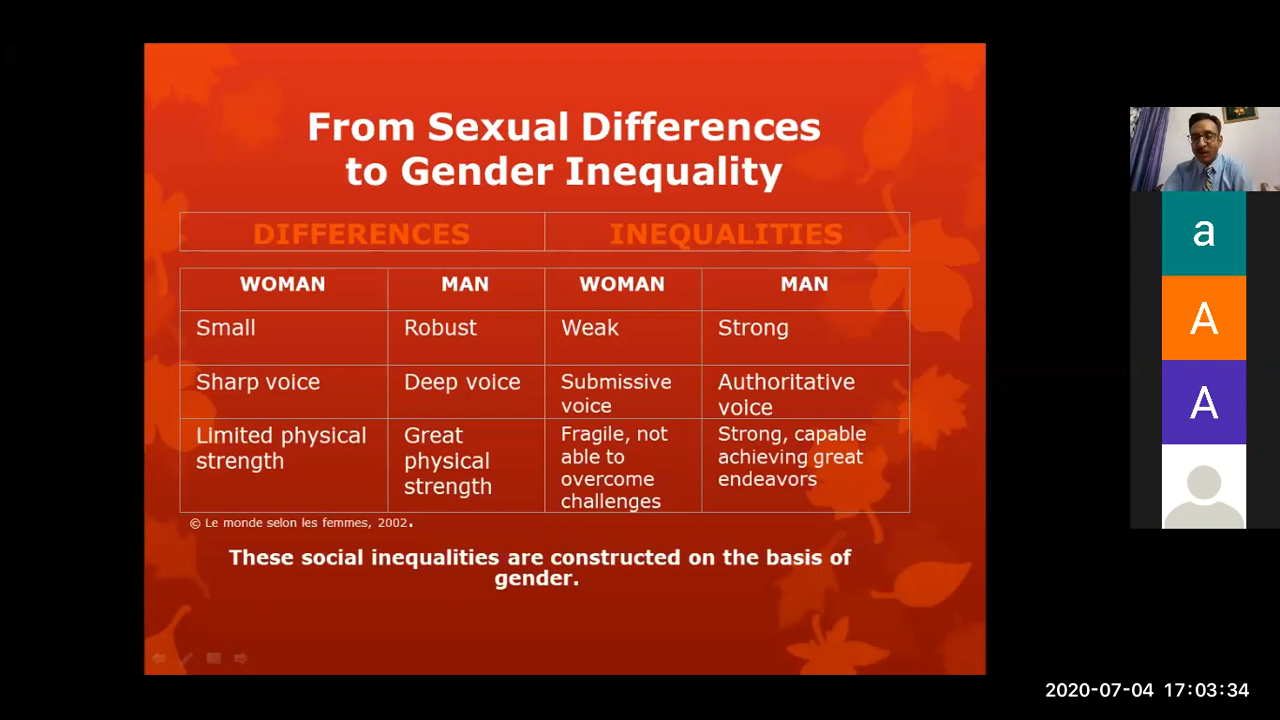 From Sexual Differences
to Gender Inequality
DIFFERENCES INEQUALITIES
WOMAN MAN WOMAN MAN
Small Robust Weak Strong
Sharp voice Deep voice Submissive voice Authoritative voice
Limited physical strength Great physical strength Fragile, not able to overcome challenges Strong, capable achieving great endeavors
© Le monde selon les femmes, 2002.
These social inequalities are constructed on the basis of
gender.
a
A
A
2020-07-04 17:03:34